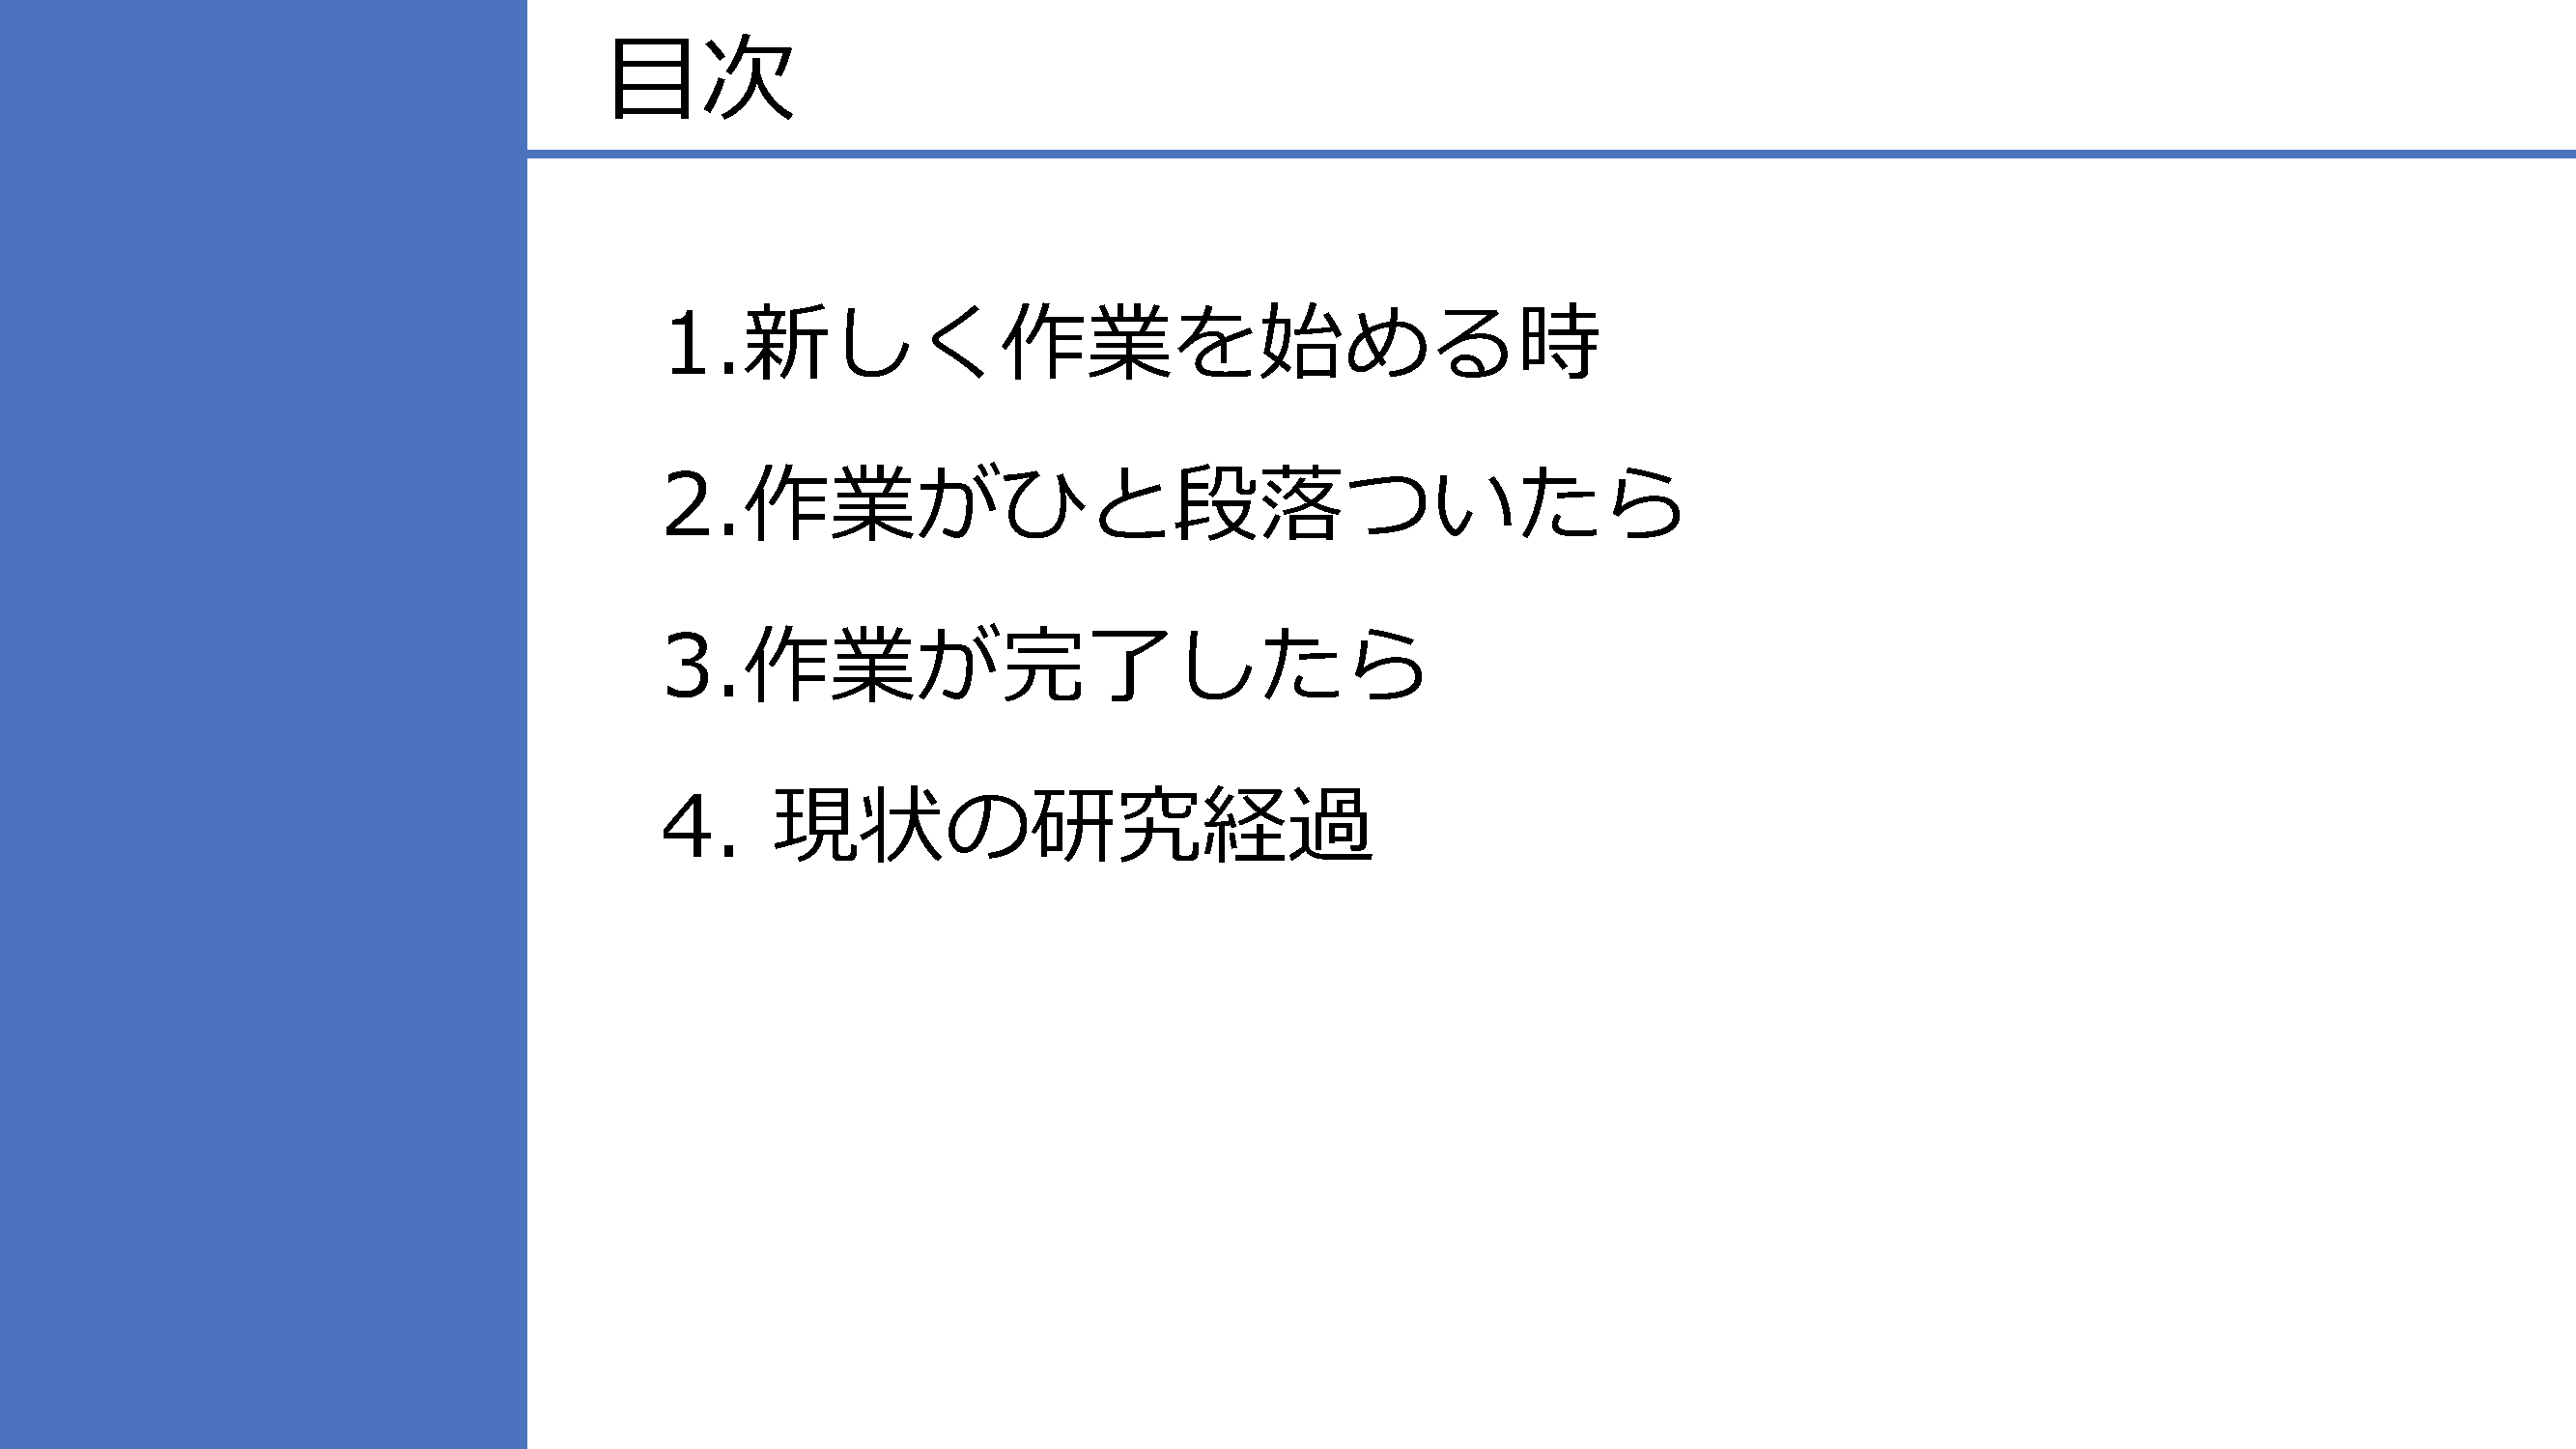 目次
1.新しく作業を始める時
2.作業がひと段落ついたら
3.作業が完了したら
4. 現状の研究経過